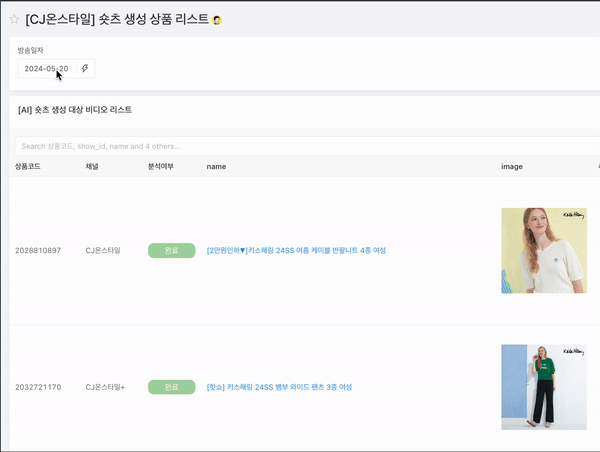 [CJ온스타일] 숏츠 생성 상품 리스트
방송일자
2024-05-20
[AI] 숏츠 생성 대상 비디오 리스트
Search 상품코드, show_id, name and 4 others...
상품코드 채널 분석여부 name image
2028810897 CJ온스타일 완료 [2만원인하▼]키스해링 24SS 여름 케이블 반팔니트 4종 여성
Keith Haring
2032721170 CJ온스타일+ 완료 [핫쇼] 키스해링 24SS 뱀부 와이드 팬츠 3종 여성
Keith Haring